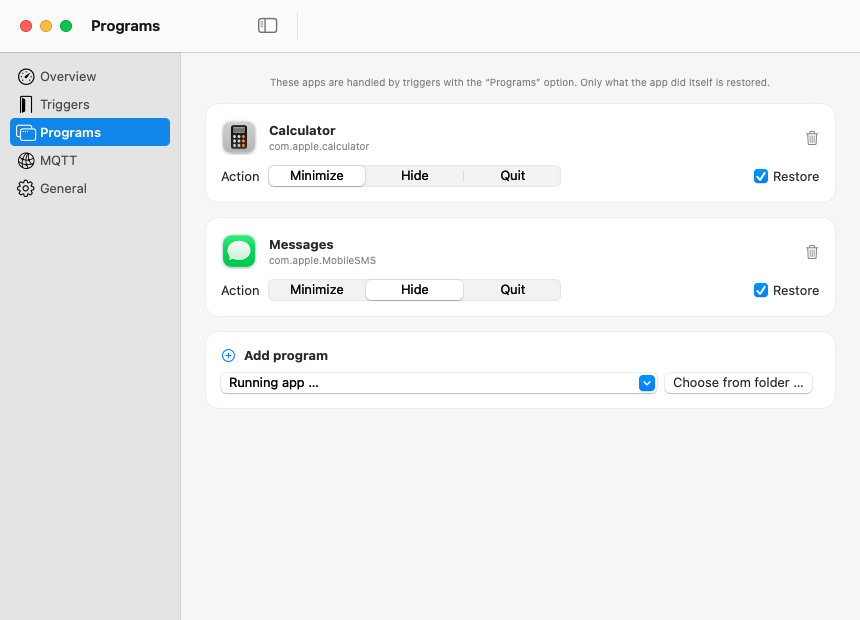 Programs
Overview
Triggers
Programs
MQTT
General
These apps are handled by triggers with the “Programs” option. Only what the app did itself is restored.
Calculator
com.apple.calculator
Action Minimize Hide Quit Restore
Messages
com.apple.MobileSMS
Action Minimize Hide Quit Restore
Add program
Running app ... Choose from folder ...